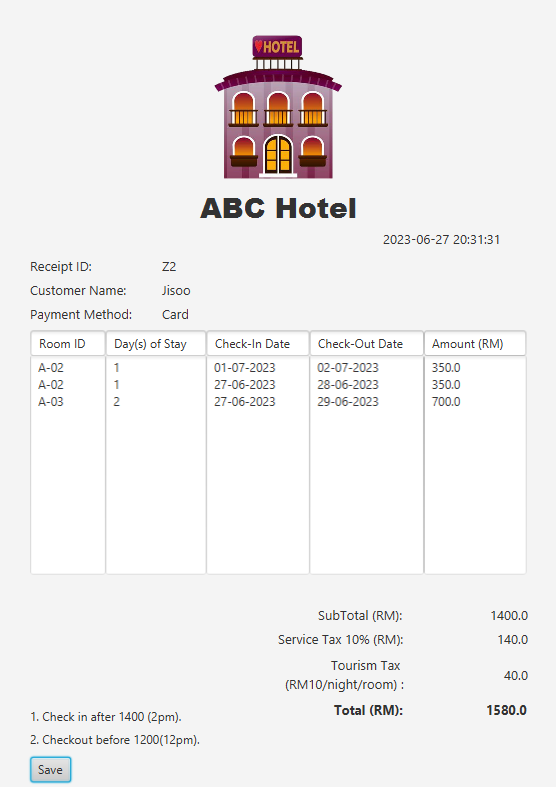 HOTEL
ABC Hotel
2023-06-27 20:31:31
Receipt ID: Z2
Customer Name: Jisoo
Payment Method: Card
Room ID Day(s) of Stay Check-In Date Check-Out Date Amount (RM)
A-02 1 01-07-2023 02-07-2023 350.0
A-02 1 27-06-2023 28-06-2023 350.0
A-03 2 27-06-2023 29-06-2023 700.0
SubTotal (RM): 1400.0
Service Tax 10% (RM): 140.0
Tourism Tax
(RM10/night/room) : 40.0
Total (RM): 1580.0
1. Check in after 1400 (2pm).
2. Checkout before 1200(12pm).
Save